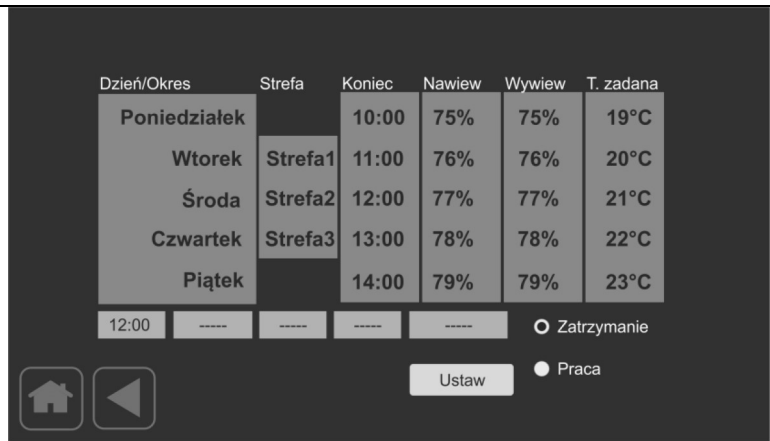 Dzień/Okres Strefa Koniec Nawiew Wywiew T. zadana
Poniedziałek 10:00 75% 75% 19°C
Wtorek Strefa1 11:00 76% 76% 20°C
Środa Strefa2 12:00 77% 77% 21°C
Czwartek Strefa3 13:00 78% 78% 22°C
Piątek 14:00 79% 79% 23°C
12:00 ----- ----- ----- ----- Zatrzymanie
Ustaw Praca